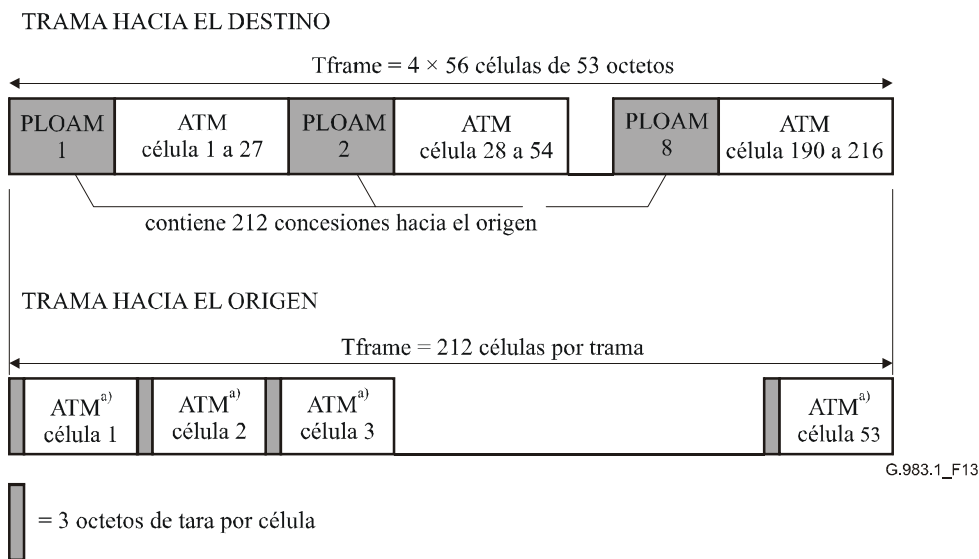 TRAMA HACIA EL DESTINO
Tframe = 4 × 56 células de 53 octetos
PLOAM
1
ATM
célula 1 a 27
PLOAM
2
ATM
célula 28 a 54
PLOAM
8
ATM
célula 190 a 216
contiene 212 concesiones hacia el origen
TRAMA HACIA EL ORIGEN
Tframe = 212 células por trama
ATM a)
célula 1
ATM a)
célula 2
ATM a)
célula 3
ATM a)
célula 53
G.983.1_F13
= 3 octetos de tara por célula